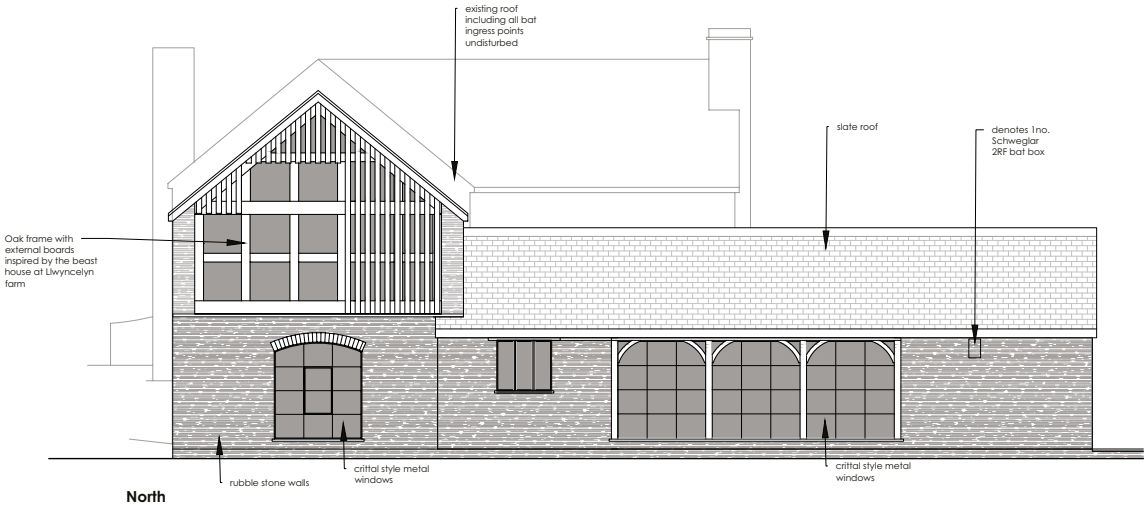 existing roof
including all bat
ingress points
undisturbed
slate roof
denotes 1no.
Schweglar
2RF bat box
Oak frame with
external boards
inspired by the beast
house at Llwyncelyn
farm
rubble stone walls
crittal style metal
windows
crittal style metal
windows
North